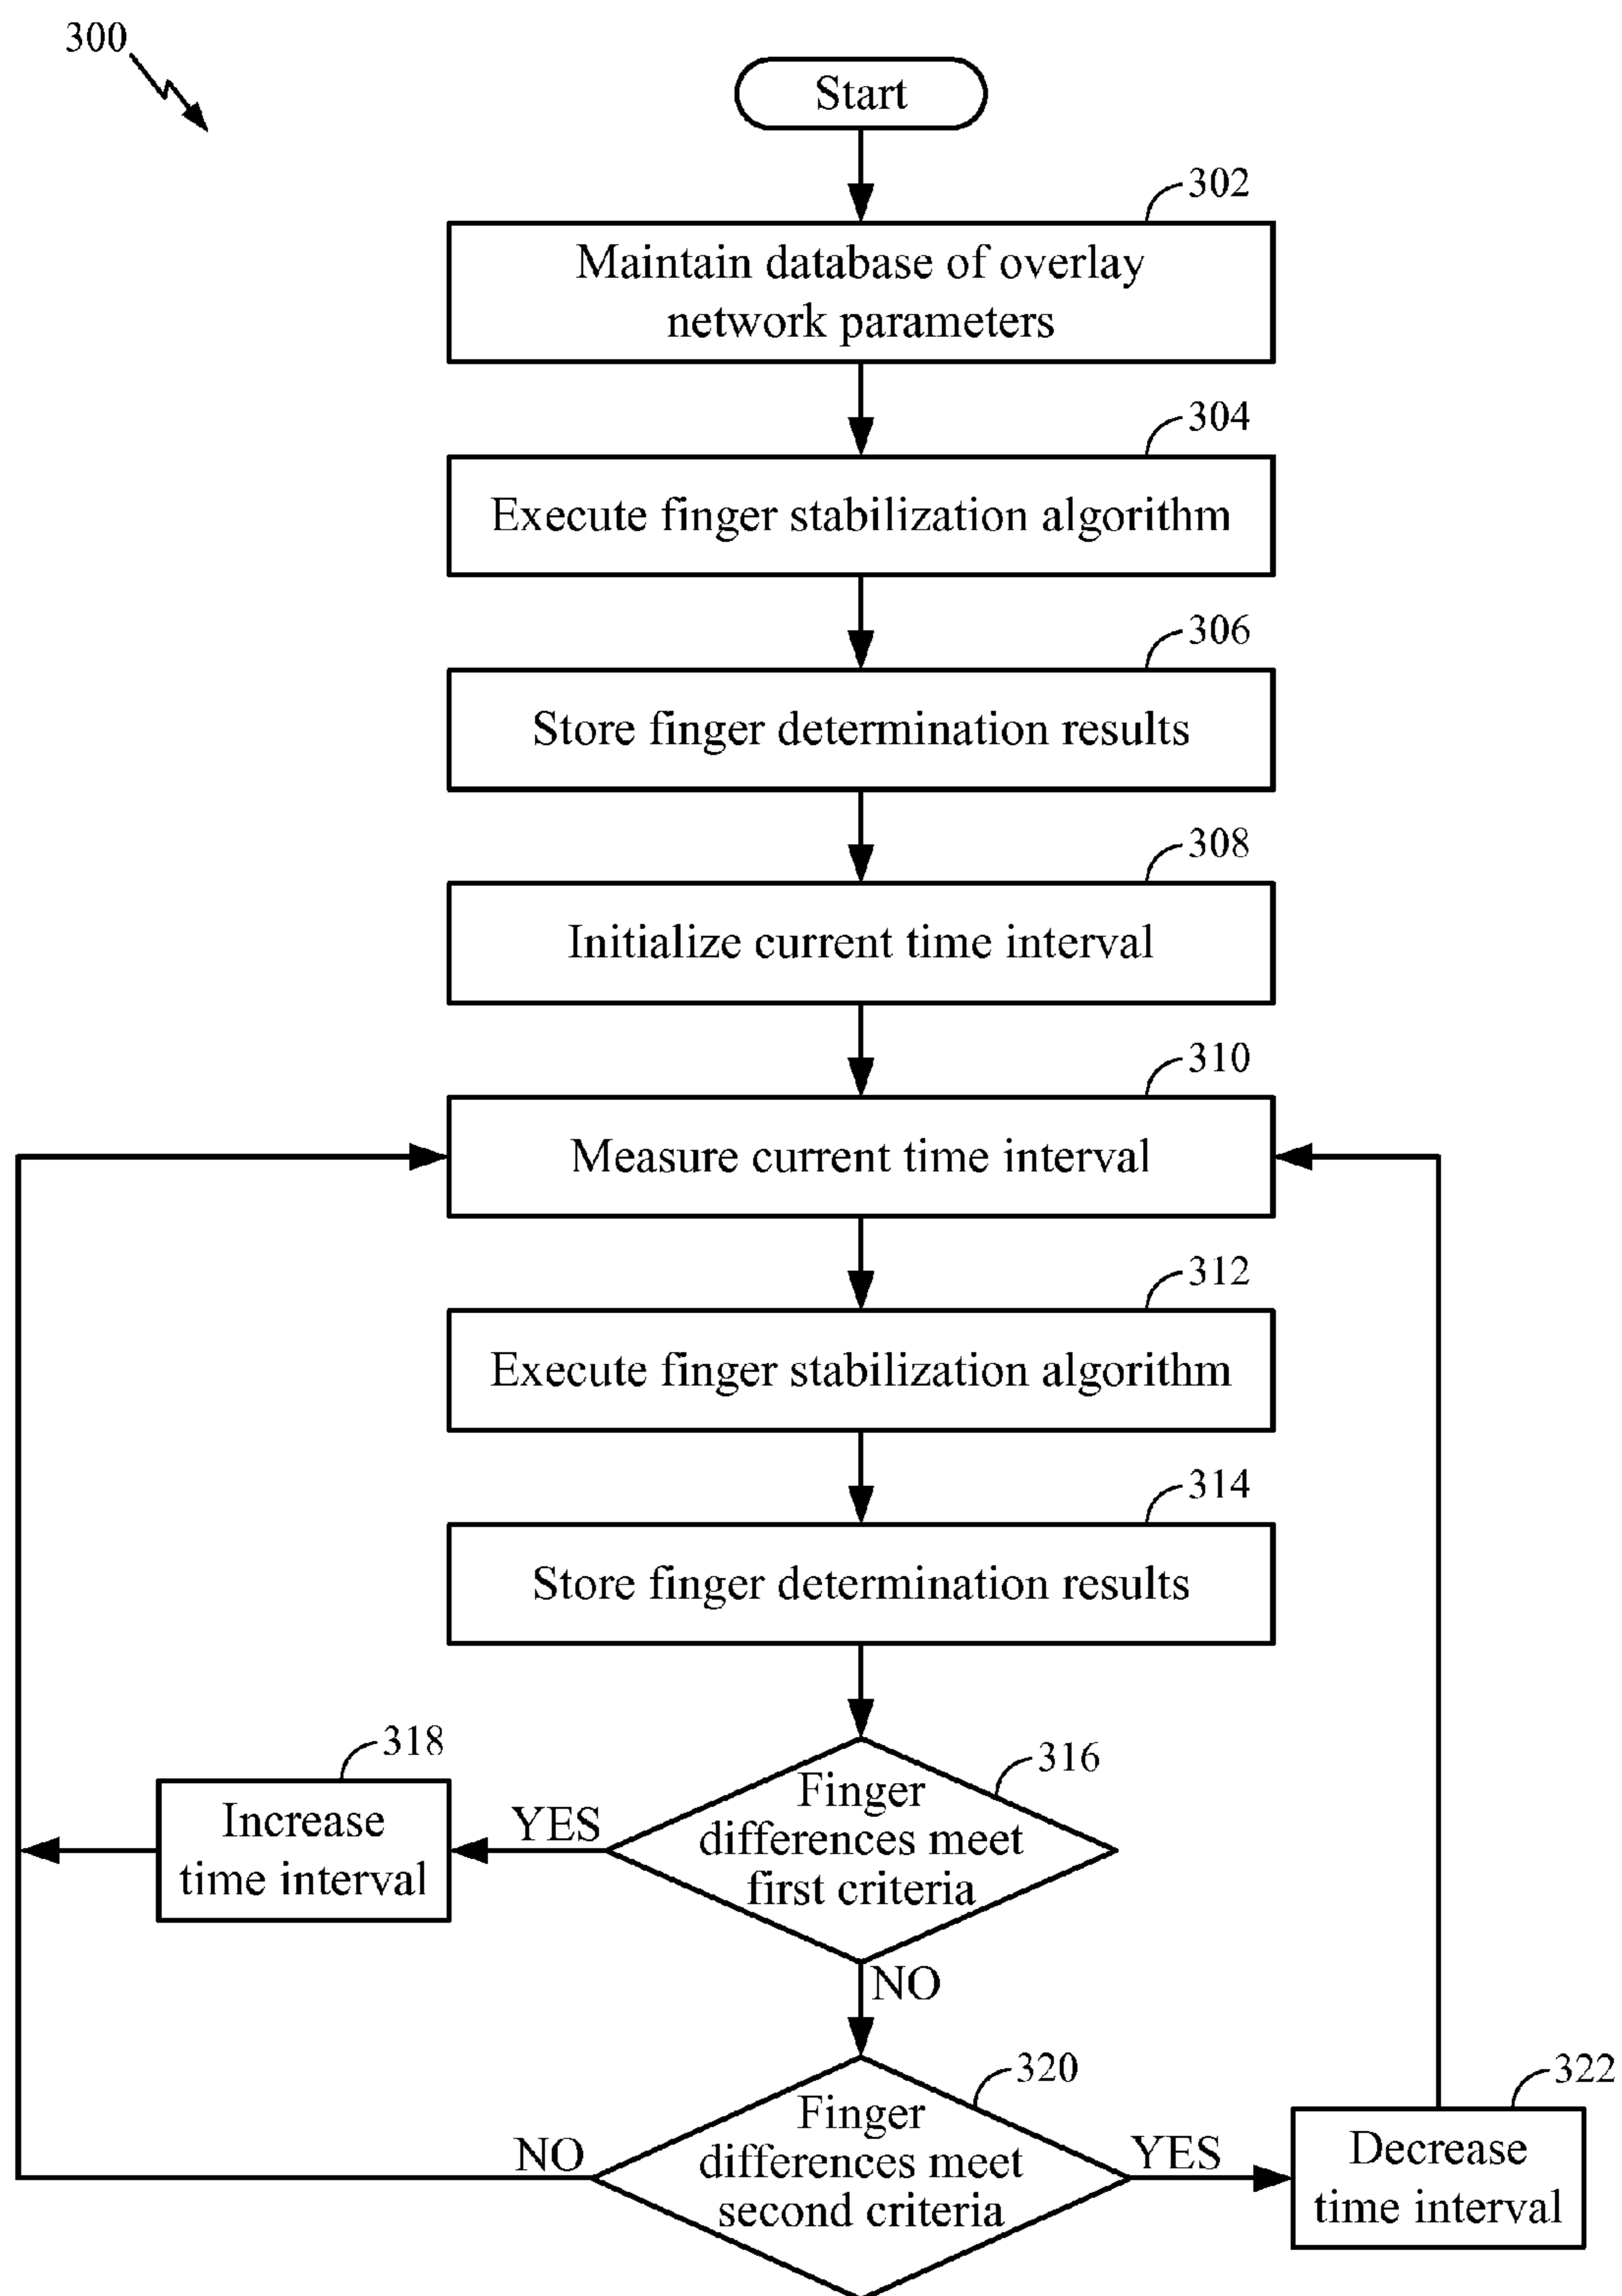 300
Start
302
Maintain database of overlay
network parameters
304
Execute finger stabilization algorithm
306
Store finger determination results
308
Initialize current time interval
310
Measure current time interval
312
Execute finger stabilization algorithm
314
Store finger determination results
316
Finger
differences meet
first criteria
YES
318
Increase
time interval
NO
320
Finger
differences meet
second criteria
NO
YES
322
Decrease
time interval